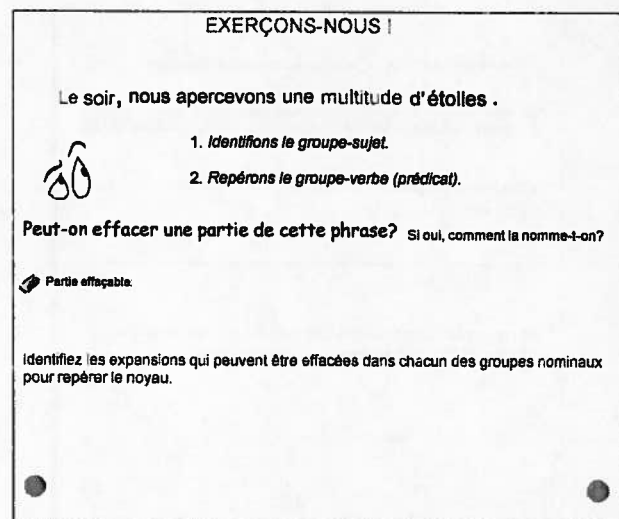 EXERÇONS-NOUS !
Le soir, nous apercevons une multitude d'étoiles .
1. Identifions le groupe-sujet.
2. Repérons le groupe-verbe (prédicat).
Peut-on effacer une partie de cette phrase? Si oui, comment la nomme-t-on?
Partie effaçable:
Identifiez les expansions qui peuvent être effacées dans chacun des groupes nominaux
pour repérer le noyau.